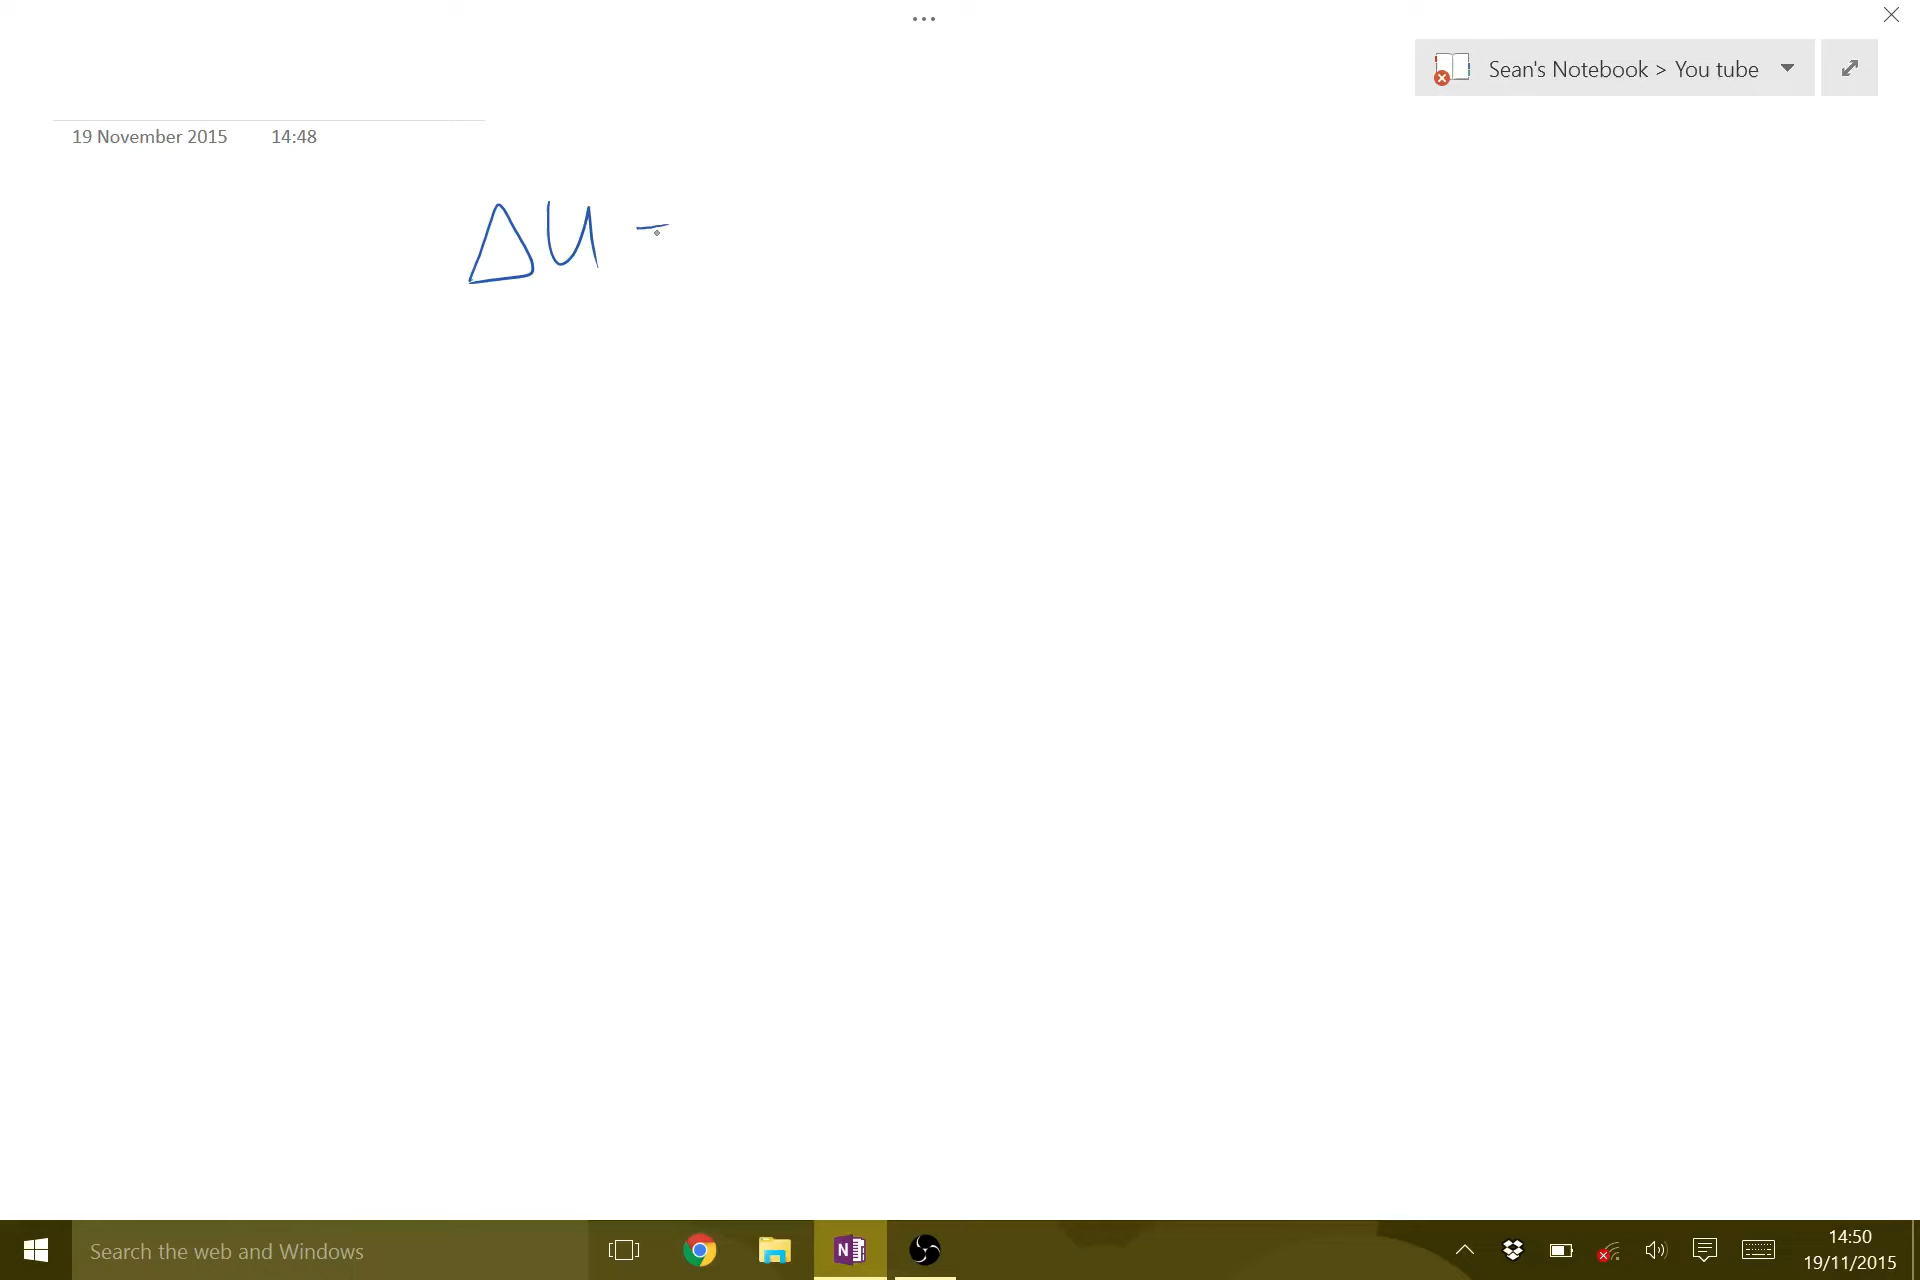 ...
Sean's Notebook > You tube
19 November 2015 14:48
ΔU -
Search the web and Windows
14:50
19/11/2015